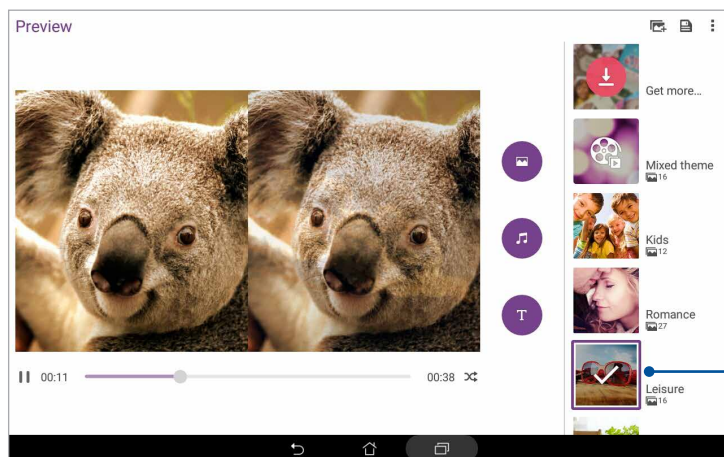 Preview
Get more...
Mixed theme
16
Kids
12
Romance
27
T
00:11
00:38
Leisure
16